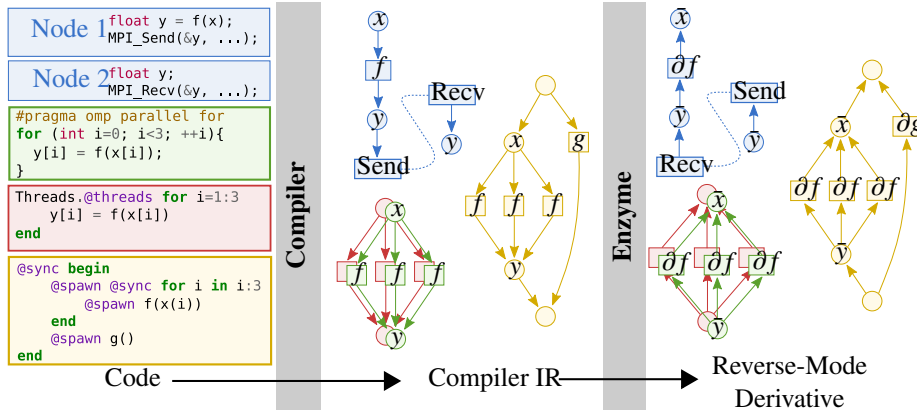 Node 1
float y = f(x);
MPI_Send(&y, ...);
Node 2
float y;
MPI_Recv(&y, ...);
#pragma omp parallel for
for (int i=0; i<3; ++i){
y[i] = f(x[i]);
}
Threads.@threads for i=1:3
y[i] = f(x[i])
end
@sync begin
@spawn @sync for i in i:3
@spawn f(x(i))
end
@spawn g()
end
Code
Compiler
x
f
y
Send
Recv
y
x
g
f f f
y
x
f f f
y
Compiler IR
Enzyme
x̄
∂f
ȳ
Recv
Send
ȳ
x̄
∂g
∂f ∂f ∂f
ȳ
x̄
∂f ∂f ∂f
ȳ
Reverse-Mode
Derivative